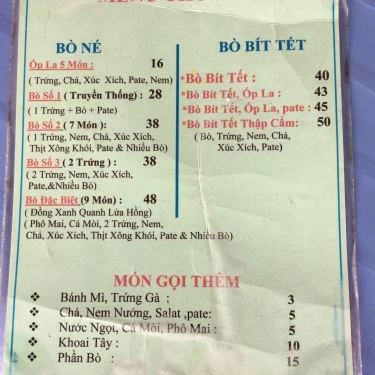 BÒ NÉ
Óp La 5 Món : 16
( Trứng, Chả, Xúc Xích, Pate, Nem)
Bò Số 1 ( Truyền Thống) : 28
( 1 Trứng + Bò + Pate)
Bò Số 2 ( 7 Món): 38
( 1 Trứng, Nem, Chả, Xúc Xích,
Thịt Xông Khói, Pate & Nhiều Bò)
Bò Số 3 ( 2 Trứng ) : 38
( 2 Trứng, Nem, Xúc Xích
Pate,&Nhiều Bò)
Bò Đặc Biệt (9 Món) : 48
( Đồng Xanh Quanh Lửa Hồng)
( Phô Mai, Cá Mòi, 2 Trứng, Nem,
Chả, Xúc Xích, Thịt Xông Khói, Pate & Nhiều Bò)
BÒ BÍT TÊT
*Bò Bít Tết : 40
*Bò Bít Tết, Óp La : 43
*Bò Bít Tết, Óp La, pate : 45
*Bò Bít Tết Thập Cẩm: 50
( Bò, Trứng, Nem, Chả,
Xúc Xích, Pate)
MÓN GỌI THÊM
❖ Bánh Mì, Trứng Gà : 3
❖ Chả, Nem Nướng, Salat ,pate: 5
❖ Nước Ngọt, Cá Mòi, Phô Mai : 5
❖ Khoai Tây : 10
❖ Phần Bò : 15